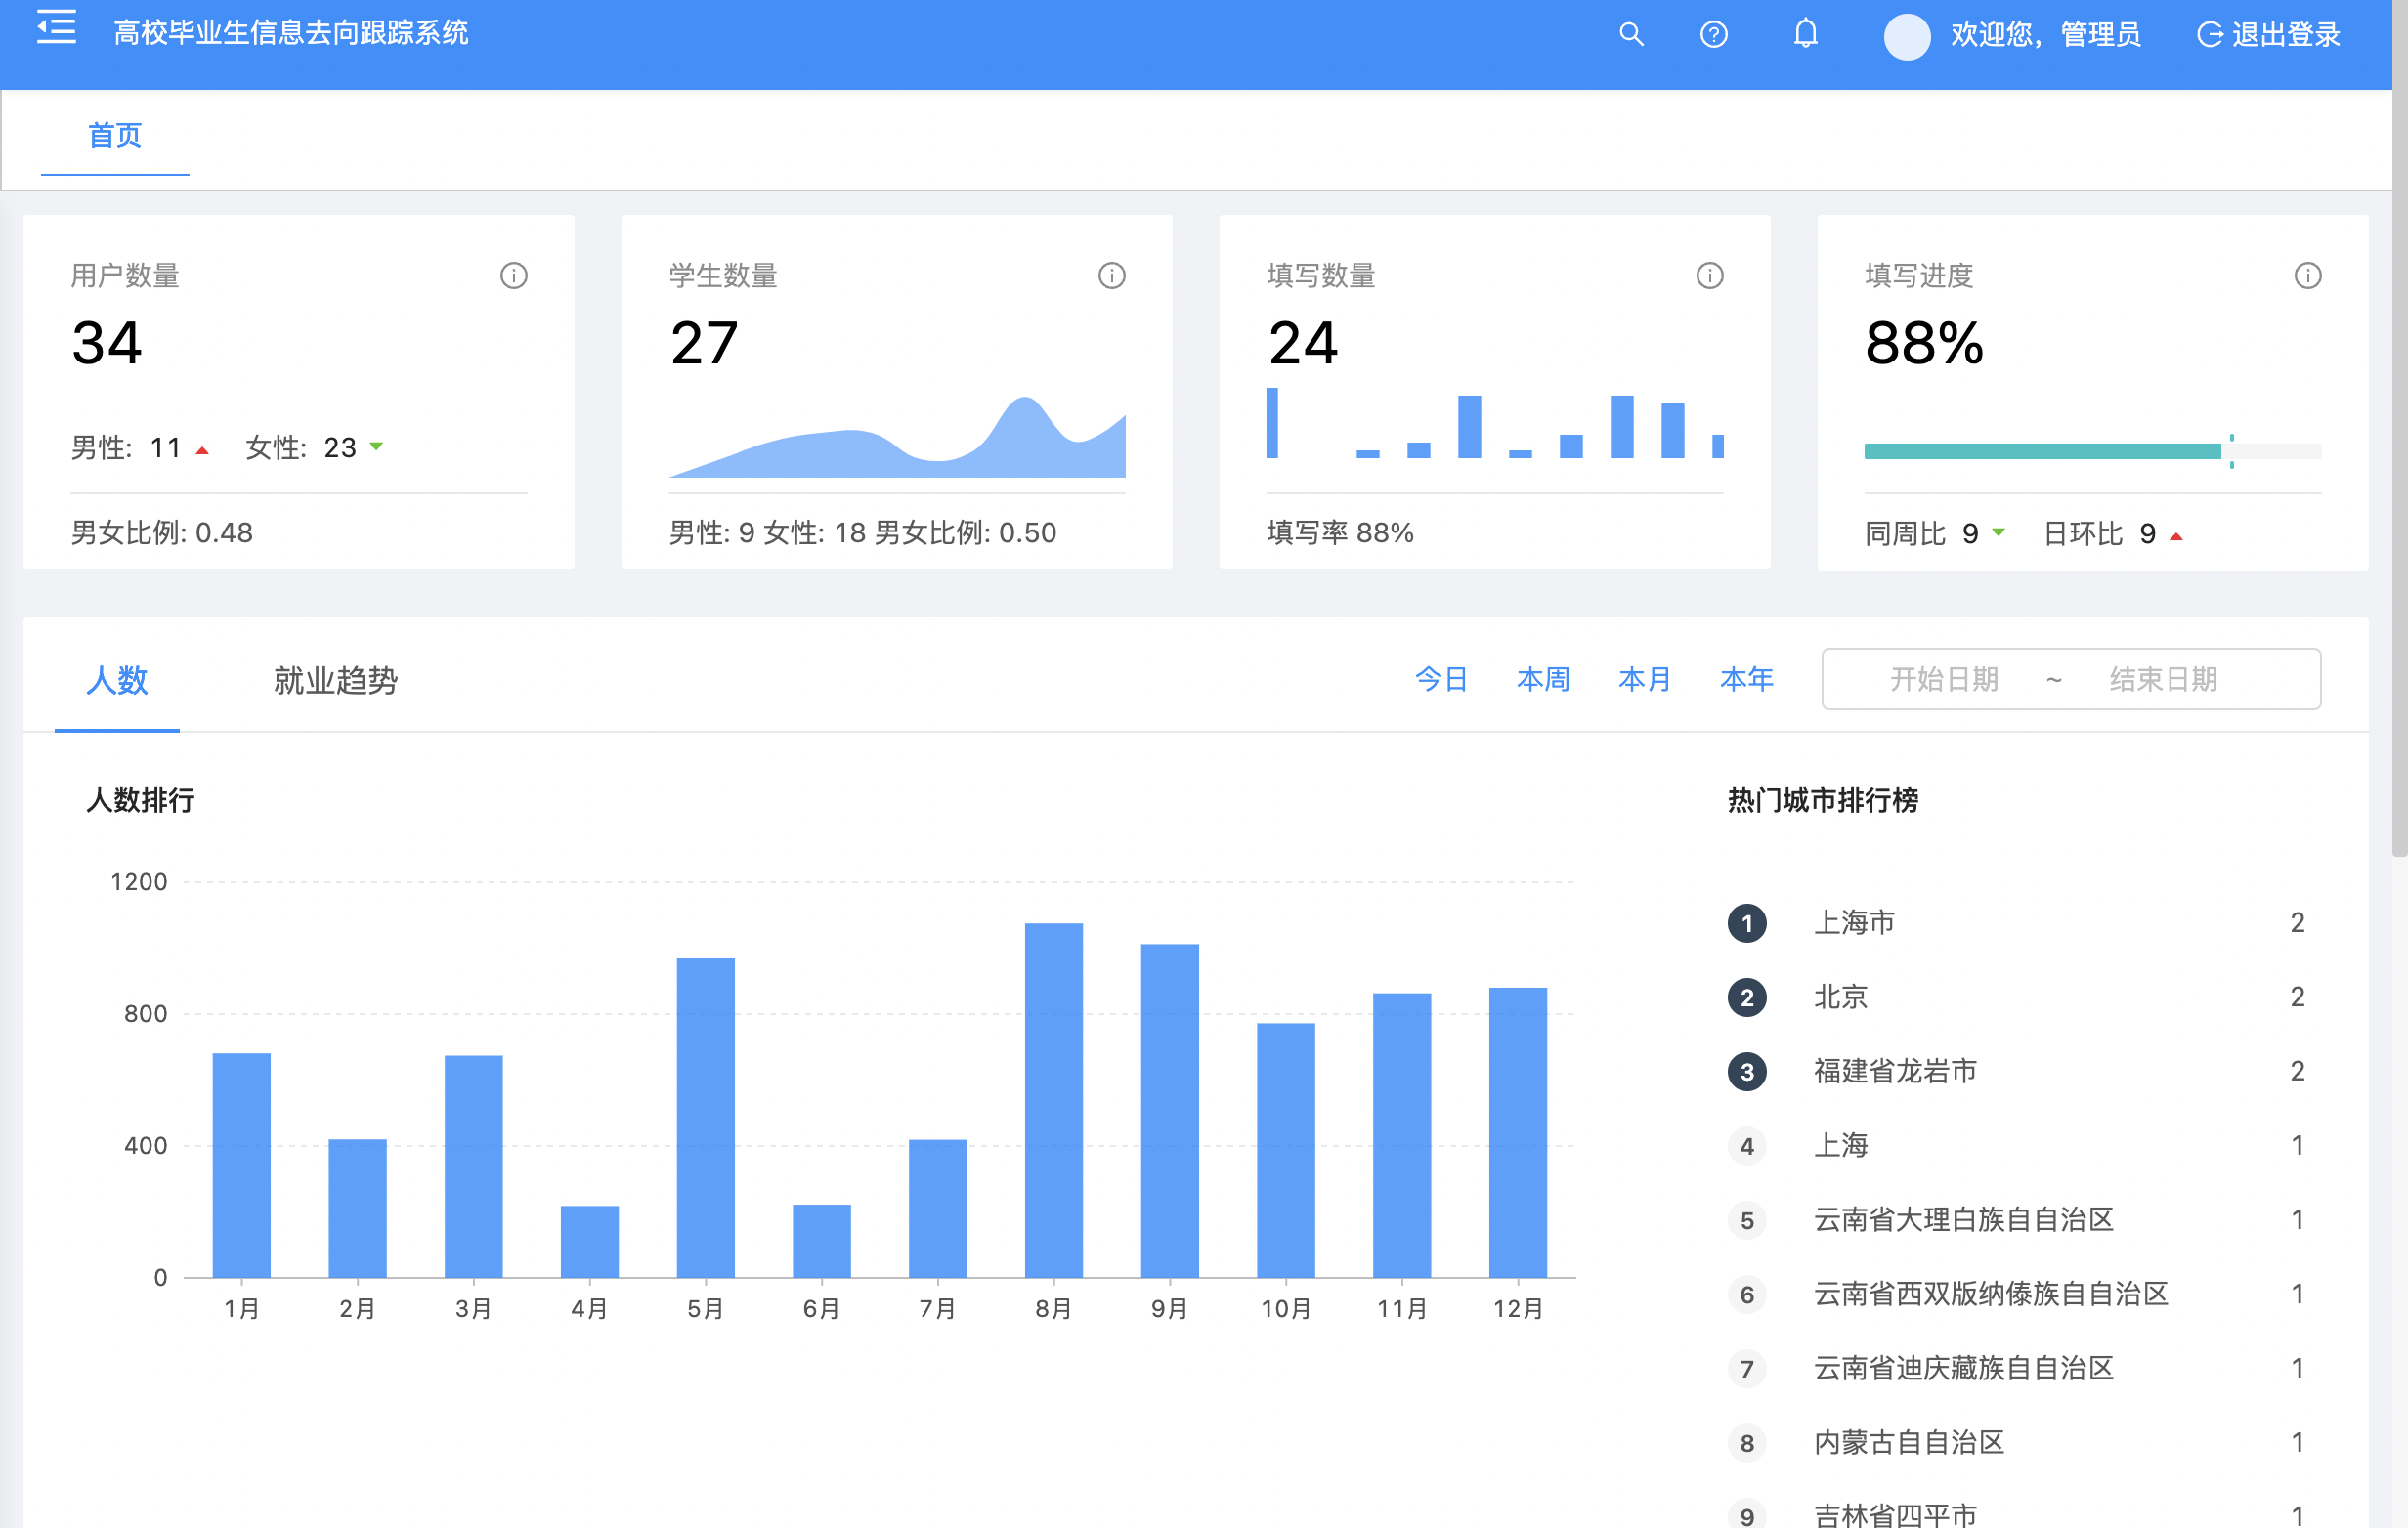 高校毕业生信息去向跟踪系统
欢迎您，管理员
退出登录
首页
用户数量
34
男性: 11 女性: 23
男女比例: 0.48
学生数量
27
男性: 9 女性: 18 男女比例: 0.50
填写数量
24
填写率 88%
填写进度
88%
同周比 9 日环比 9
人数 就业趋势
今日 本周 本月 本年 开始日期 ~ 结束日期
人数排行
1200
800
400
0
1月 2月 3月 4月 5月 6月 7月 8月 9月 10月 11月 12月
热门城市排行榜
1 上海市 2
2 北京 2
3 福建省龙岩市 2
4 上海 1
5 云南省大理白族自自治区 1
6 云南省西双版纳傣族自自治区 1
7 云南省迪庆藏族自自治区 1
8 内蒙古自自治区 1
9 吉林省四平市 1